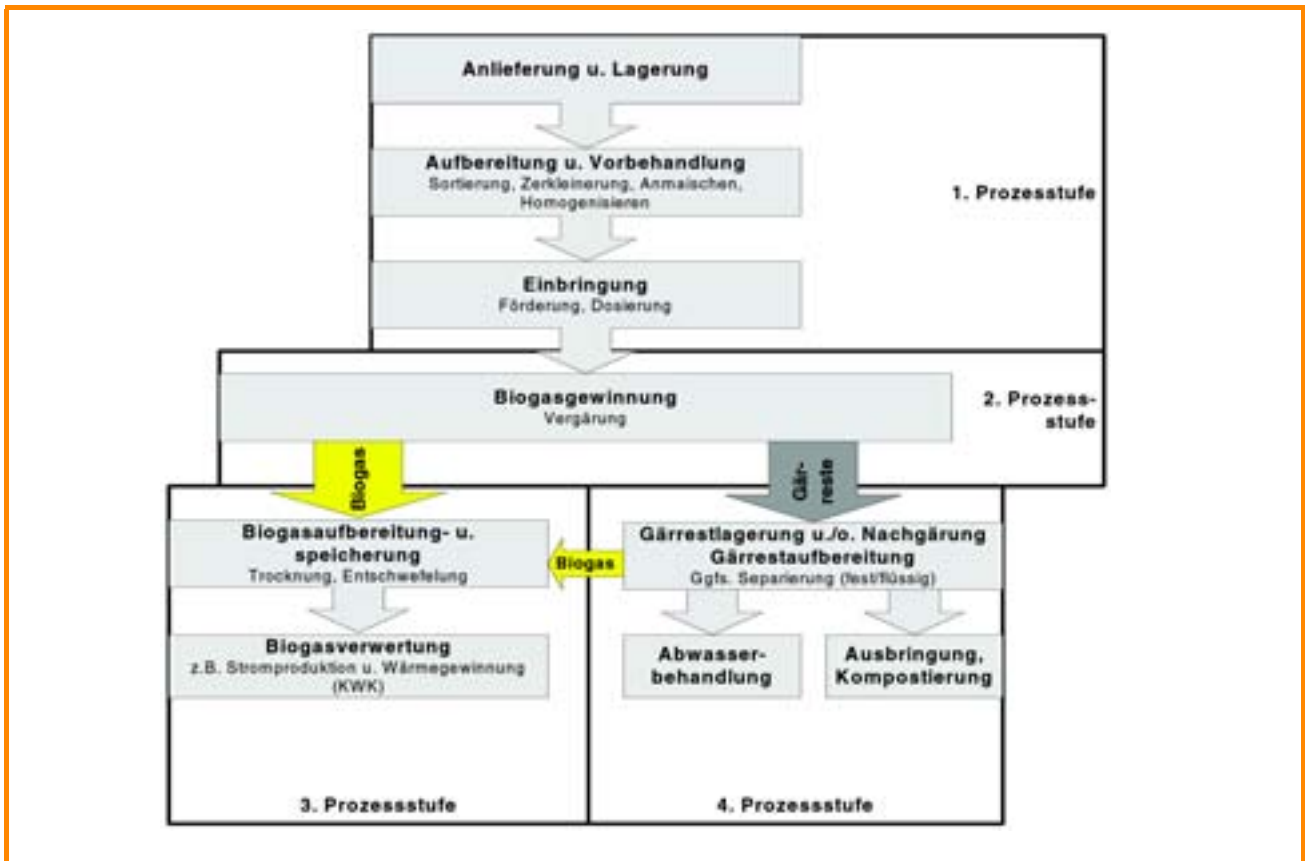 Anlieferung u. Lagerung
Aufbereitung u. Vorbehandlung
Sortierung, Zerkleinerung, Anmaischen,
Homogenisieren
1. Prozesstufe
Einbringung
Förderung, Dosierung
Biogasgewinnung
Vergärung
2. Prozess-
stufe
Biogas
Gär-
reste
Biogasaufbereitung- u.
speicherung
Trocknung, Entschwefelung
Biogas
Gärrestlagerung u./o. Nachgärung
Gärrestaufbereitung
Ggfs. Separierung (fest/flüssig)
Biogasverwertung
z.B. Stromproduktion u. Wärmegewinnung
(KWK)
Abwasser-
behandlung
Ausbringung,
Kompostierung
3. Prozessstufe
4. Prozessstufe